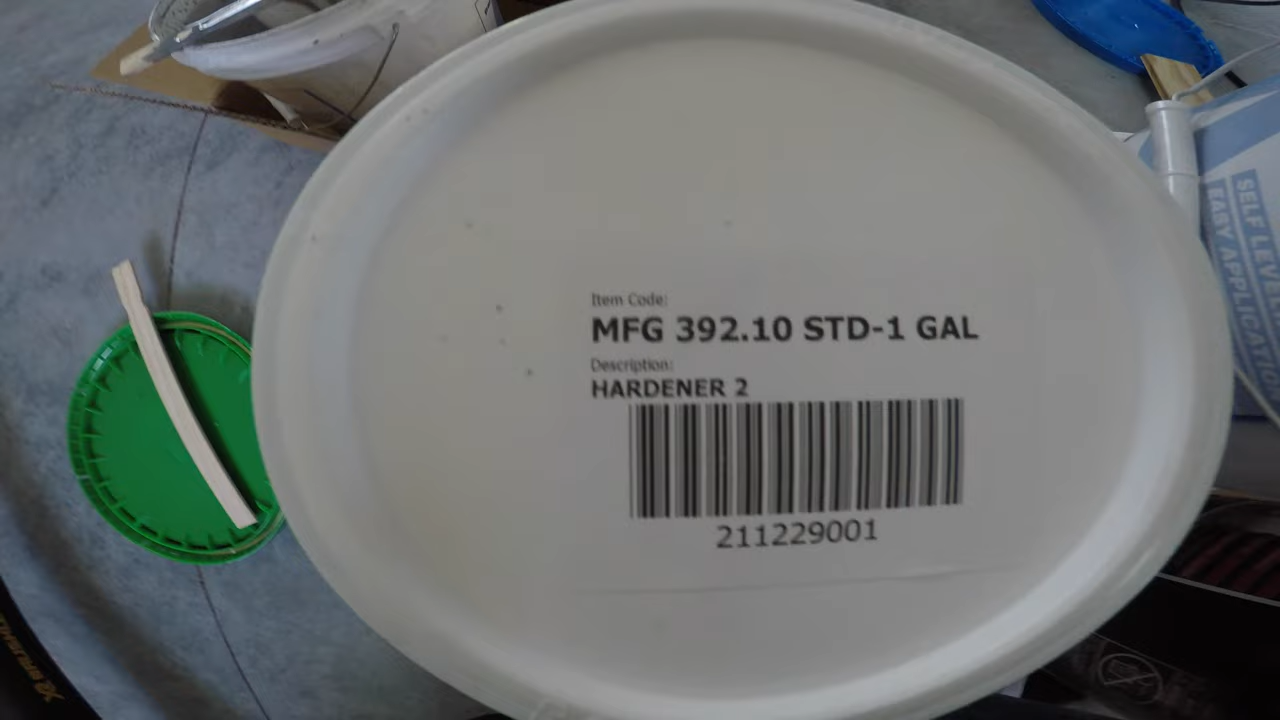 Item Code:
MFG 392.10 STD-1 GAL
Description:
HARDENER 2
211229001
SELF LEVEL
EASY APPLICATIO